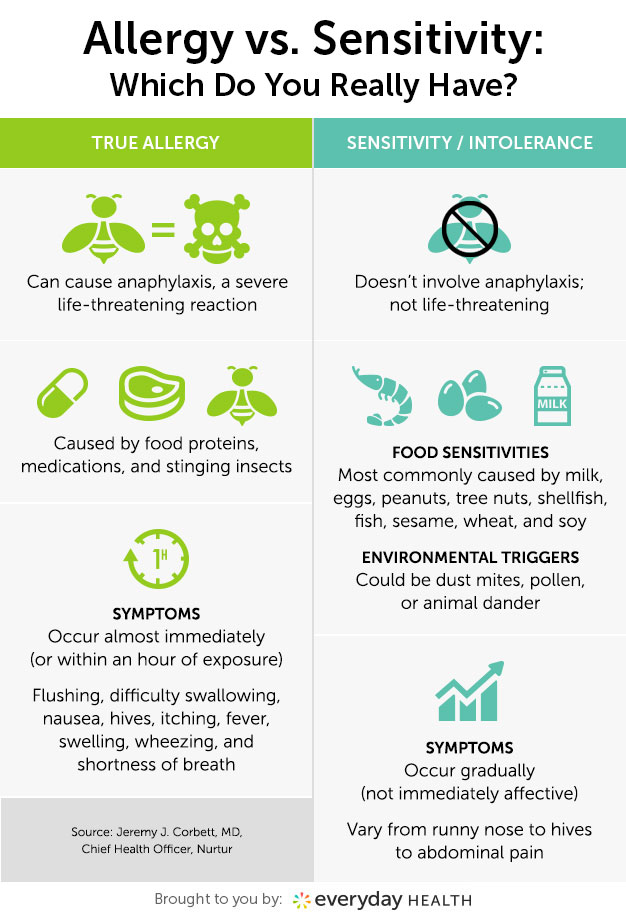 Allergy vs. Sensitivity:
Which Do You Really Have?
TRUE ALLERGY
Can cause anaphylaxis, a severe
life-threatening reaction
Caused by food proteins,
medications, and stinging insects
1H
SYMPTOMS
Occur almost immediately
(or within an hour of exposure)
Flushing, difficulty swallowing,
nausea, hives, itching, fever,
swelling, wheezing, and
shortness of breath
Source: Jeremy J. Corbett, MD,
Chief Health Officer, Nurtur
SENSITIVITY / INTOLERANCE
Doesn’t involve anaphylaxis;
not life-threatening
MILK
FOOD SENSITIVITIES
Most commonly caused by milk,
eggs, peanuts, tree nuts, shellfish,
fish, sesame, wheat, and soy
ENVIRONMENTAL TRIGGERS
Could be dust mites, pollen,
or animal dander
SYMPTOMS
Occur gradually
(not immediately affective)
Vary from runny nose to hives
to abdominal pain
Brought to you by: everyday HEALTH